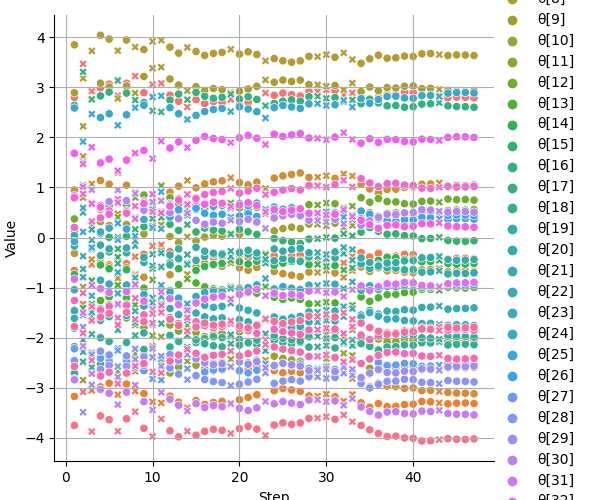 θ[8]
θ[9]
θ[10]
θ[11]
θ[12]
θ[13]
θ[14]
θ[15]
θ[16]
θ[17]
θ[18]
θ[19]
θ[20]
θ[21]
θ[22]
θ[23]
θ[24]
θ[25]
θ[26]
θ[27]
θ[28]
θ[29]
θ[30]
θ[31]
θ[32]
Value
4
3
2
1
0
−1
−2
−3
−4
0
10
20
30
40
Step